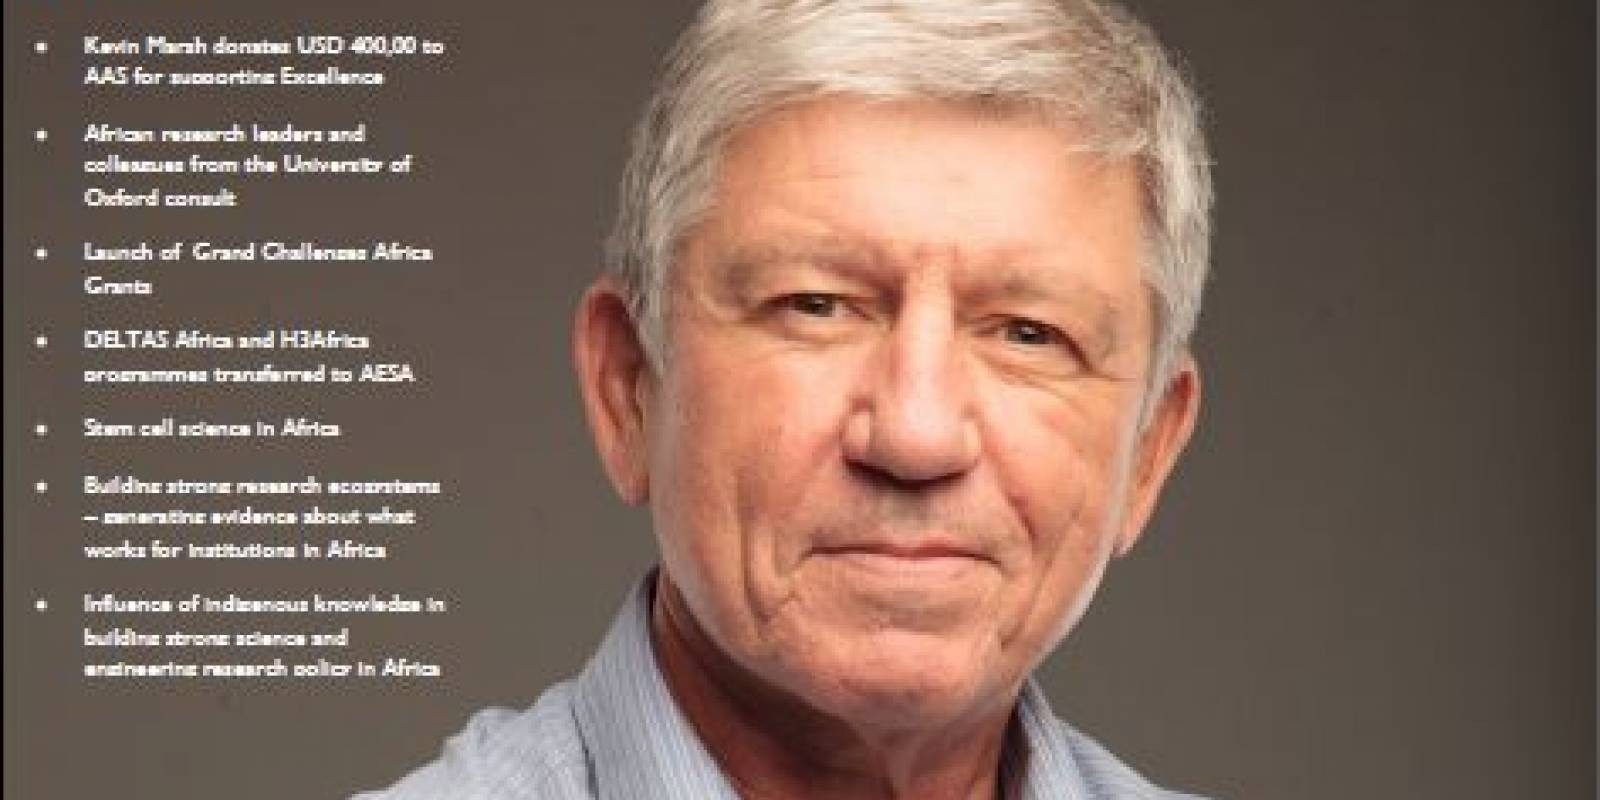 Kevin Marsh donates USD 400,00 to
AAS for supporting Excellence
African research leaders and
colleagues from the University of
Oxford consult
Launch of Grand Challenges Africa
Grants
DELTAS Africa and H3Africa
programmes transferred to AESA
Stem cell science in Africa
Building strong research ecosystems
– generating evidence about what
works for institutions in Africa
Influence of indigenous knowledge in
building strong science and
engineering research policy in Africa